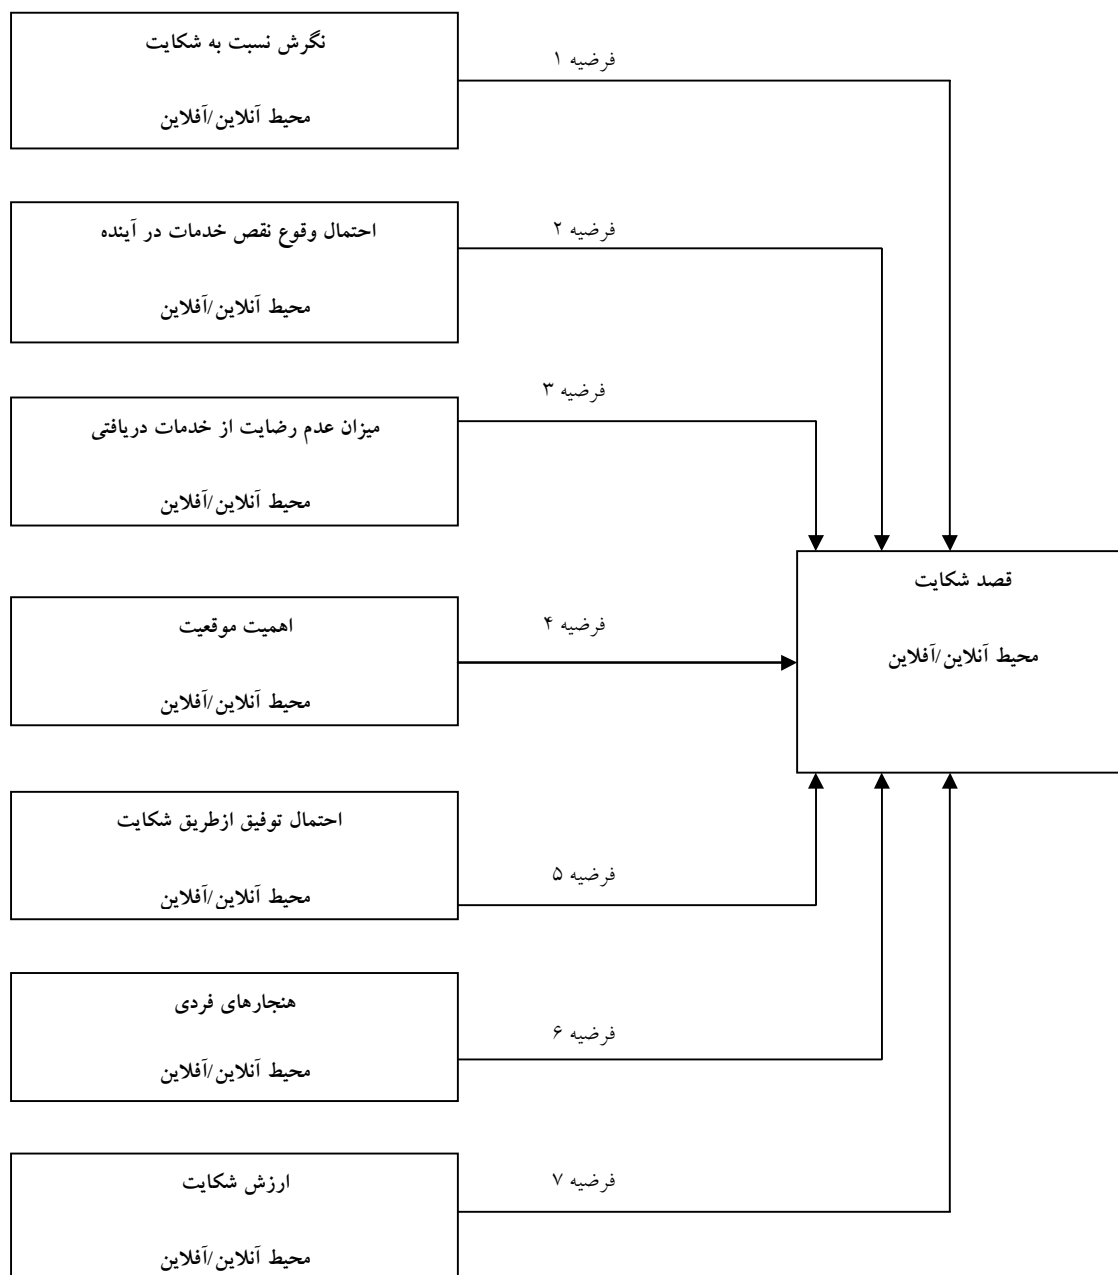 نگرش نسبت به شکایت
محیط آنلاین/آفلاین
فرضیه ۱
احتمال وقوع نقص خدمات در آینده
محیط آنلاین/آفلاین
فرضیه ۲
میزان عدم رضایت از خدمات دریافتی
محیط آنلاین/آفلاین
فرضیه ۳
اهمیت موقعیت
محیط آنلاین/آفلاین
فرضیه ۴
قصد شکایت
محیط آنلاین/آفلاین
احتمال توفیق ازطریق شکایت
محیط آنلاین/آفلاین
فرضیه ۵
هنجارهای فردی
محیط آنلاین/آفلاین
فرضیه ۶
ارزش شکایت
محیط آنلاین/آفلاین
فرضیه ۷